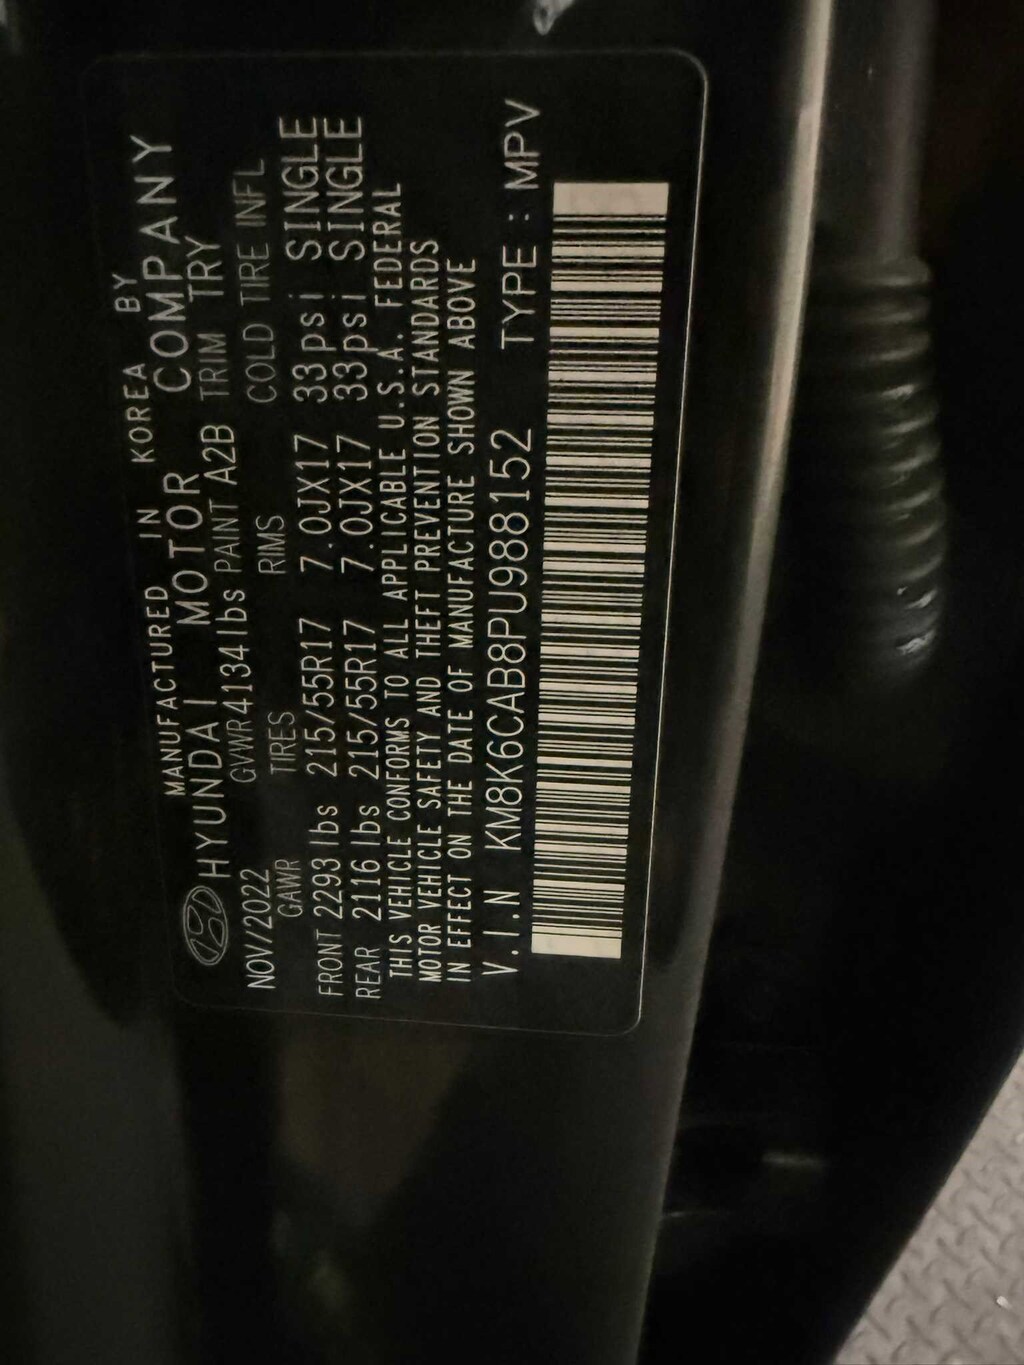 MANUFACTURED IN KOREA BY
HYUNDAI MOTOR COMPANY
NOV/2022 GVWR 4134 lbs PAINT A2B TRIM TRY
GAWR TIRES RIMS COLD TIRE INFL
FRONT 2293 lbs 215/55R17 7.0JX17 33psi SINGLE
REAR 2116 lbs 215/55R17 7.0JX17 33psi SINGLE
THIS VEHICLE CONFORMS TO ALL APPLICABLE U.S.A. FEDERAL
MOTOR VEHICLE SAFETY AND THEFT PREVENTION STANDARDS
IN EFFECT ON THE DATE OF MANUFACTURE SHOWN ABOVE
V.I.N KM8K6CAB8PU988152 TYPE : MPV